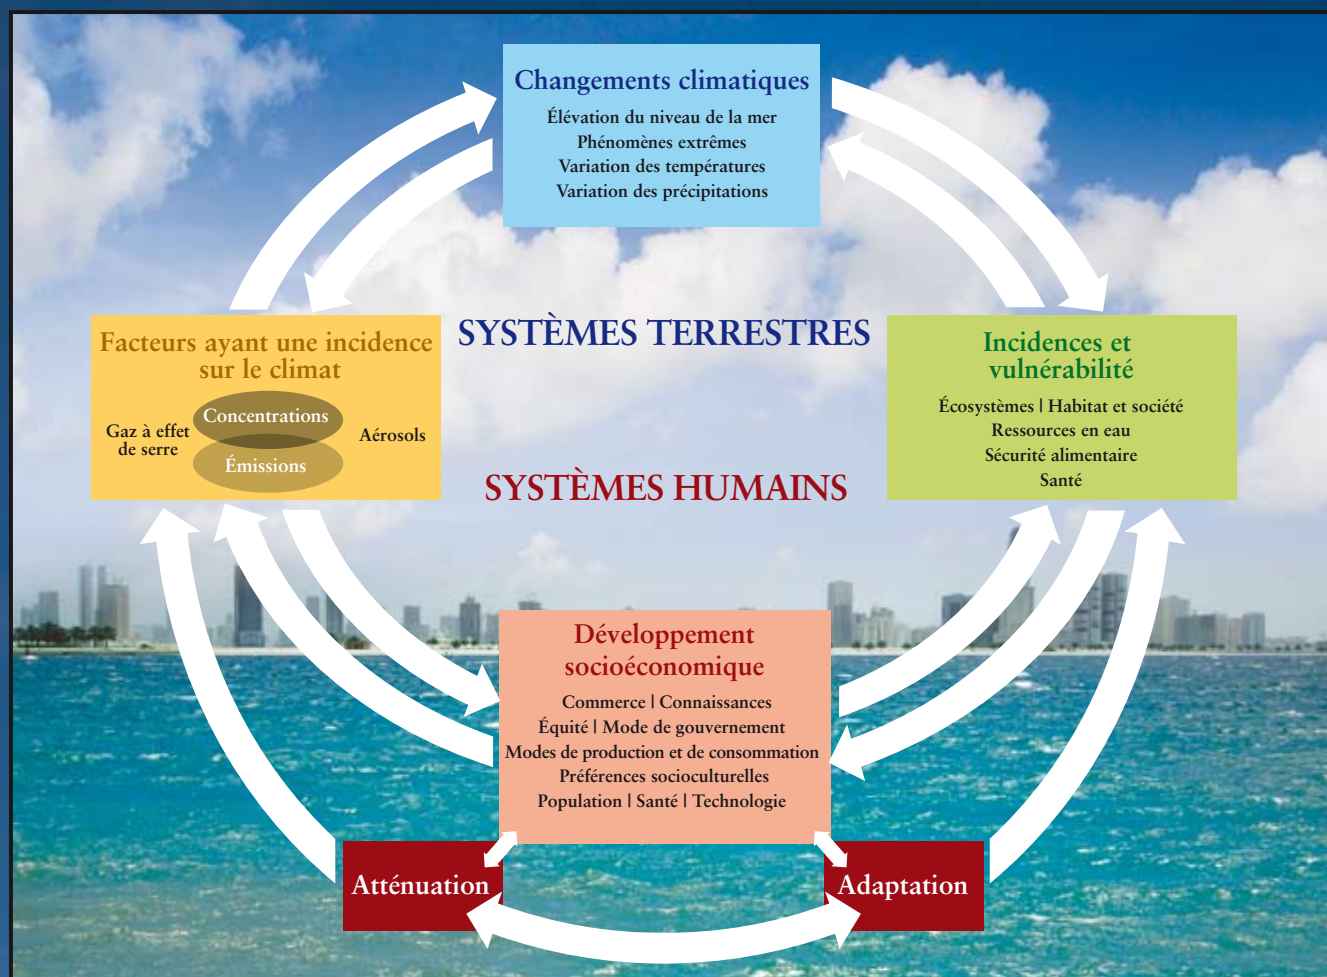 Changements climatiques
Élévation du niveau de la mer
Phénomènes extrêmes
Variation des températures
Variation des précipitations
SYSTÈMES TERRESTRES
Facteurs ayant une incidence
sur le climat
Concentrations
Gaz à effet
de serre
Aérosols
Émissions
Incidences et
vulnérabilité
Écosystèmes | Habitat et société
Ressources en eau
Sécurité alimentaire
Santé
SYSTÈMES HUMAINS
Développement
socioéconomique
Commerce | Connaissances
Équité | Mode de gouvernement
Modes de production et de consommation
Préférences socioculturelles
Population | Santé | Technologie
Atténuation
Adaptation